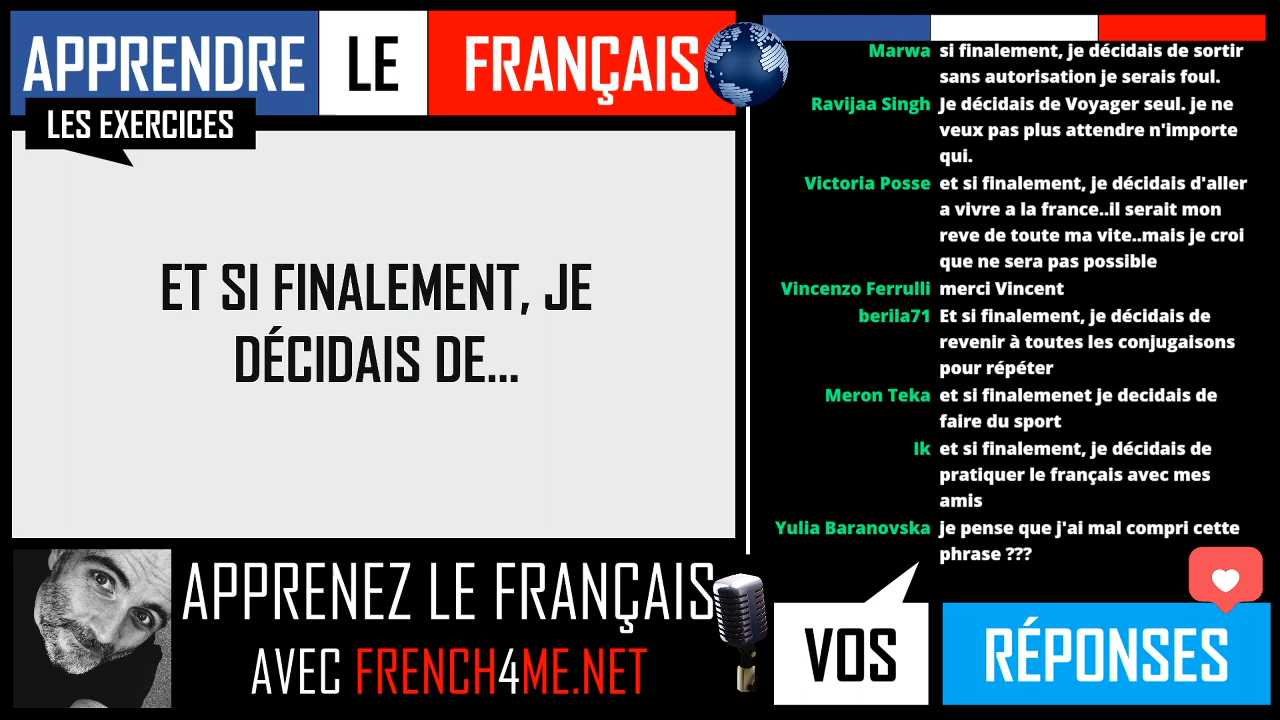 APPRENDRE LE FRANÇAIS
LES EXERCICES
ET SI FINALEMENT, JE
DÉCIDAIS DE...
APPRENEZ LE FRANÇAIS
AVEC FRENCH4ME.NET
Marwa si finalement, je décidais de sortir
sans autorisation je serais foul.
Ravijaa Singh Je décidais de Voyager seul. je ne
veux pas plus attendre n'importe
qui.
Victoria Posse et si finalement, je décidais d'aller
a vivre a la france..il serait mon
reve de toute ma vite..mais je croi
que ne sera pas possible
Vincenzo Ferrulli merci Vincent
berila71 Et si finalement, je décidais de
revenir à toutes les conjugaisons
pour répéter
Meron Teka et si finalemenet je decidais de
faire du sport
lk et si finalement, je décidais de
pratiquer le français avec mes
amis
Yulia Baranovska je pense que j'ai mal compri cette
phrase ???
VOS RÉPONSES